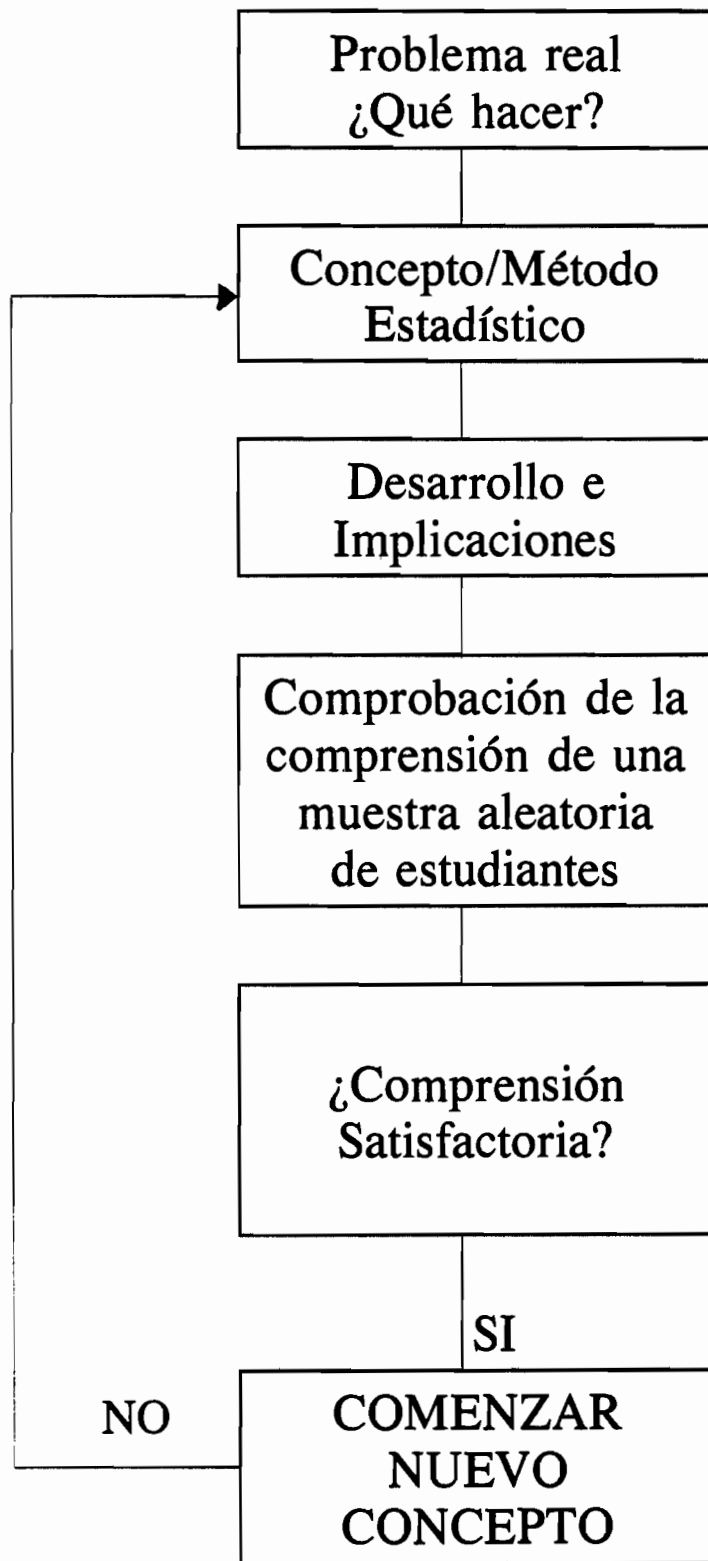 Problema real
¿Qué hacer?
Concepto/Método
Estadístico
Desarrollo e
Implicaciones
Comprobación de la
comprensión de una
muestra aleatoria
de estudiantes
¿Comprensión
Satisfactoria?
SI
NO
COMENZAR
NUEVO
CONCEPTO